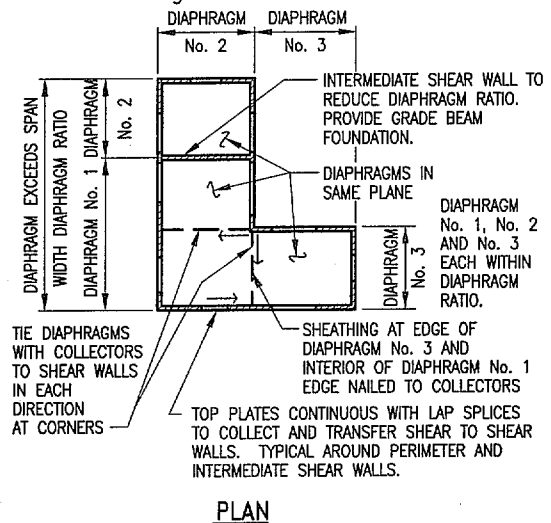 DIAPHRAGM
No. 2
DIAPHRAGM
No. 3
DIAPHRAGM EXCEEDS SPAN
WIDTH DIAPHRAGM RATIO
DIAPHRAGM
No. 2
DIAPHRAGM No. 1
INTERMEDIATE SHEAR WALL TO
REDUCE DIAPHRAGM RATIO.
PROVIDE GRADE BEAM
FOUNDATION.
DIAPHRAGMS IN
SAME PLANE
DIAPHRAGM
No. 3
DIAPHRAGM
No. 1, No. 2
AND No. 3
EACH WITHIN
DIAPHRAGM
RATIO.
TIE DIAPHRAGMS
WITH COLLECTORS
TO SHEAR WALLS
IN EACH
DIRECTION
AT CORNERS
SHEATHING AT EDGE OF
DIAPHRAGM No. 3 AND
INTERIOR OF DIAPHRAGM No. 1
EDGE NAILED TO COLLECTORS
TOP PLATES CONTINUOUS WITH LAP SPLICES
TO COLLECT AND TRANSFER SHEAR TO SHEAR
WALLS. TYPICAL AROUND PERIMETER AND
INTERMEDIATE SHEAR WALLS.
PLAN